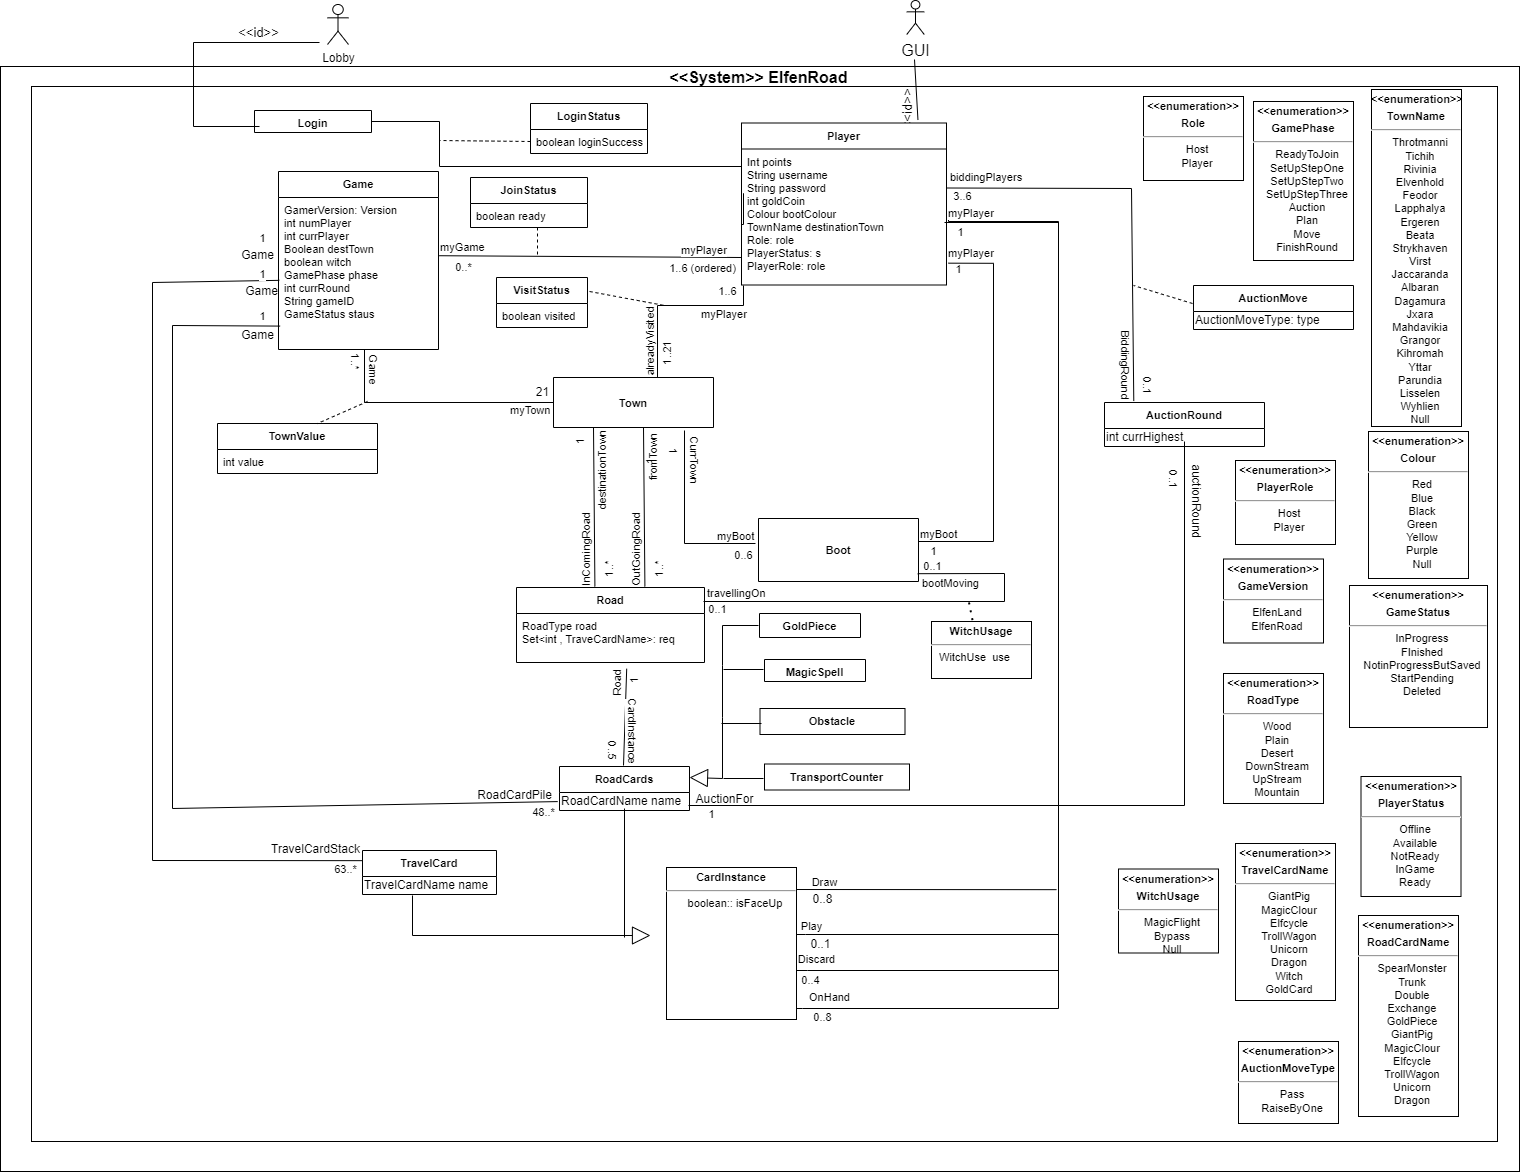 <<id>>
Lobby
GUI
<<System>> ElfenRoad
<<id>>
Login
LoginStatus
boolean loginSuccess
Player
Int points
String username
String password
int goldCoin
Colour bootColour
TownName destinationTown
Role: role
PlayerStatus: s
PlayerRole: role
Game
GamerVersion: Version
int numPlayer
int currPlayer
Boolean destTown
boolean witch
GamePhase phase
int currRound
String gameID
GameStatus staus
JoinStatus
boolean ready
myGame
0..*
myPlayer
1..6 (ordered)
1
Game
1
Game
1
Game
VisitStatus
boolean visited
1..6
myPlayer
alreadyVisited
1..21
biddingPlayers
3..6
myPlayer
1
myPlayer
1
Game
1..*
21
myTown
Town
TownValue
int value
1
destinationTown
fromTown
1
CurrTown
1
InComingRoad
1..*
OutGoingRoad
1..*
myBoot
0..6
Boot
myBoot
1
0..1
bootMoving
travellingOn
0..1
Road
RoadType road
Set<int , TraveCardName>: req
WitchUsage
WitchUse  use
GoldPiece
MagicSpell
Obstacle
TransportCounter
Road
1
CardInstance
0..5
RoadCards
RoadCardName name
RoadCardPile
48..*
AuctionFor
1
TravelCardStack
63..*
TravelCard
TravelCardName name
CardInstance
boolean:: isFaceUp
Draw
0..8
Play
0..1
Discard
0..4
OnHand
0..8
AuctionMove
AuctionMoveType: type
BiddingRound
0..1
AuctionRound
int currHighest
0..1
auctionRound
<<enumeration>>
Role
Host
Player
<<enumeration>>
GamePhase
ReadyToJoin
SetUpStepOne
SetUpStepTwo
SetUpStepThree
Auction
Plan
Move
FinishRound
<<enumeration>>
TownName
Throtmanni
Tichih
Rivinia
Elvenhold
Feodor
Lapphalya
Ergeren
Beata
Strykhaven
Virst
Jaccaranda
Albaran
Dagamura
Jxara
Mahdavikia
Grangor
Kihromah
Yttar
Parundia
Lisselen
Wyhlien
Null
<<enumeration>>
Colour
Red
Blue
Black
Green
Yellow
Purple
Null
<<enumeration>>
PlayerRole
Host
Player
<<enumeration>>
GameVersion
ElfenLand
ElfenRoad
<<enumeration>>
GameStatus
InProgress
FInished
NotinProgressButSaved
StartPending
Deleted
<<enumeration>>
RoadType
Wood
Plain
Desert
DownStream
UpStream
Mountain
<<enumeration>>
PlayerStatus
Offline
Available
NotReady
InGame
Ready
<<enumeration>>
WitchUsage
MagicFlight
Bypass
Null
<<enumeration>>
TravelCardName
GiantPig
MagicClour
Elfcycle
TrollWagon
Unicorn
Dragon
Witch
GoldCard
<<enumeration>>
RoadCardName
SpearMonster
Trunk
Double
Exchange
GoldPiece
GiantPig
MagicClour
Elfcycle
TrollWagon
Unicorn
Dragon
<<enumeration>>
AuctionMoveType
Pass
RaiseByOne